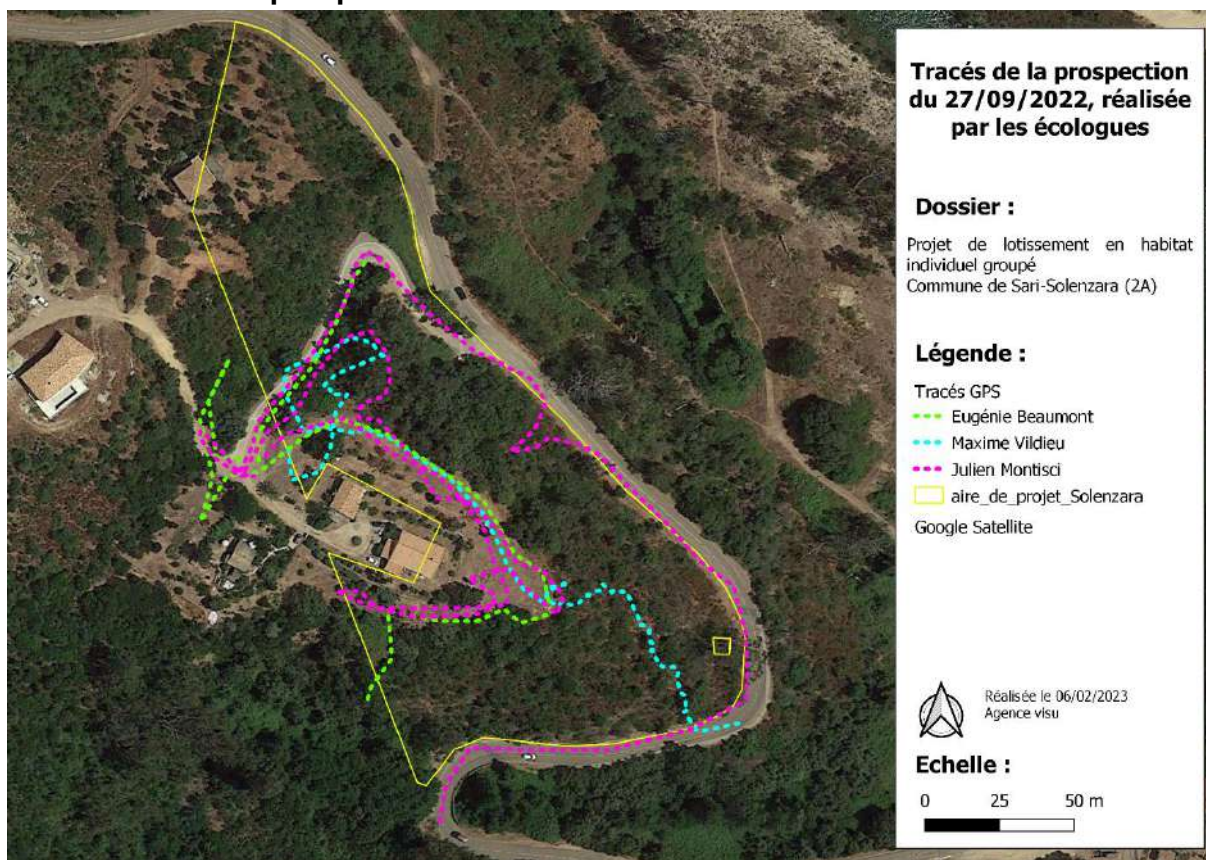 Tracés de la prospection
du 27/09/2022, réalisée
par les écologues
Dossier :
Projet de lotissement en habitat
individuel groupé
Commune de Sari-Solenzara (2A)
Légende :
Tracés GPS
Eugénie Beaumont
Maxime Vildieu
Julien Montisci
aire_de_projet_Solenzara
Google Satellite
Réalisée le 06/02/2023
Agence visu
Echelle :
0 25 50 m